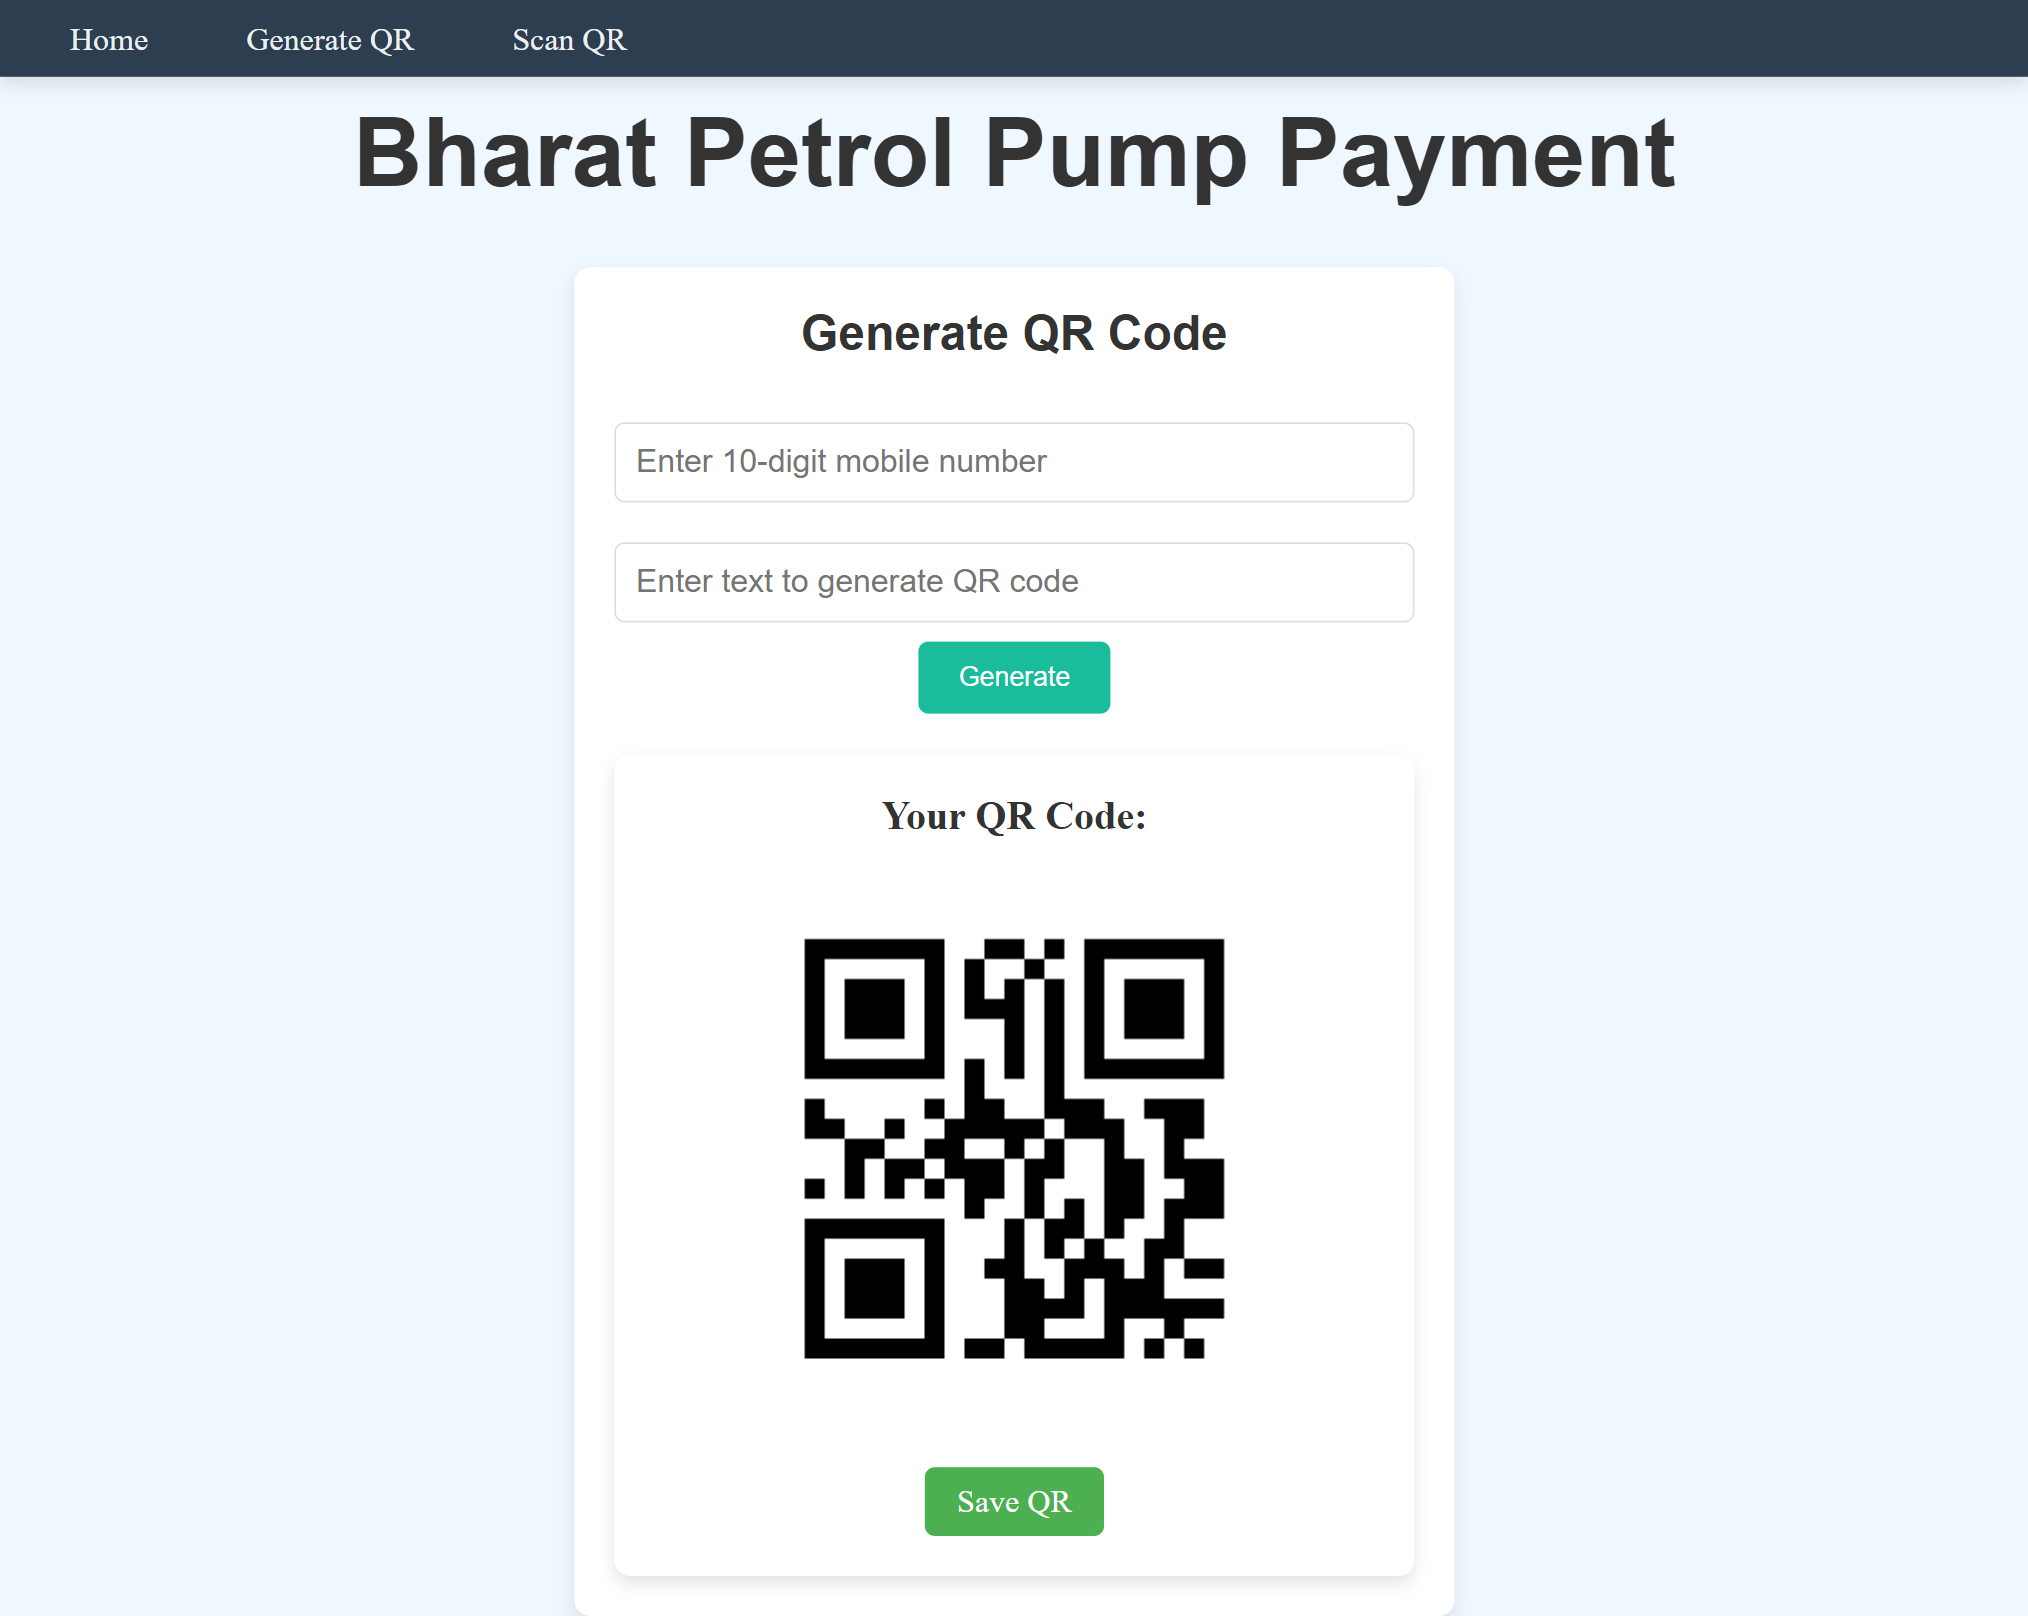 Home Generate QR Scan QR
Bharat Petrol Pump Payment
Generate QR Code
Enter 10-digit mobile number
Enter text to generate QR code
Generate
Your QR Code:
Save QR